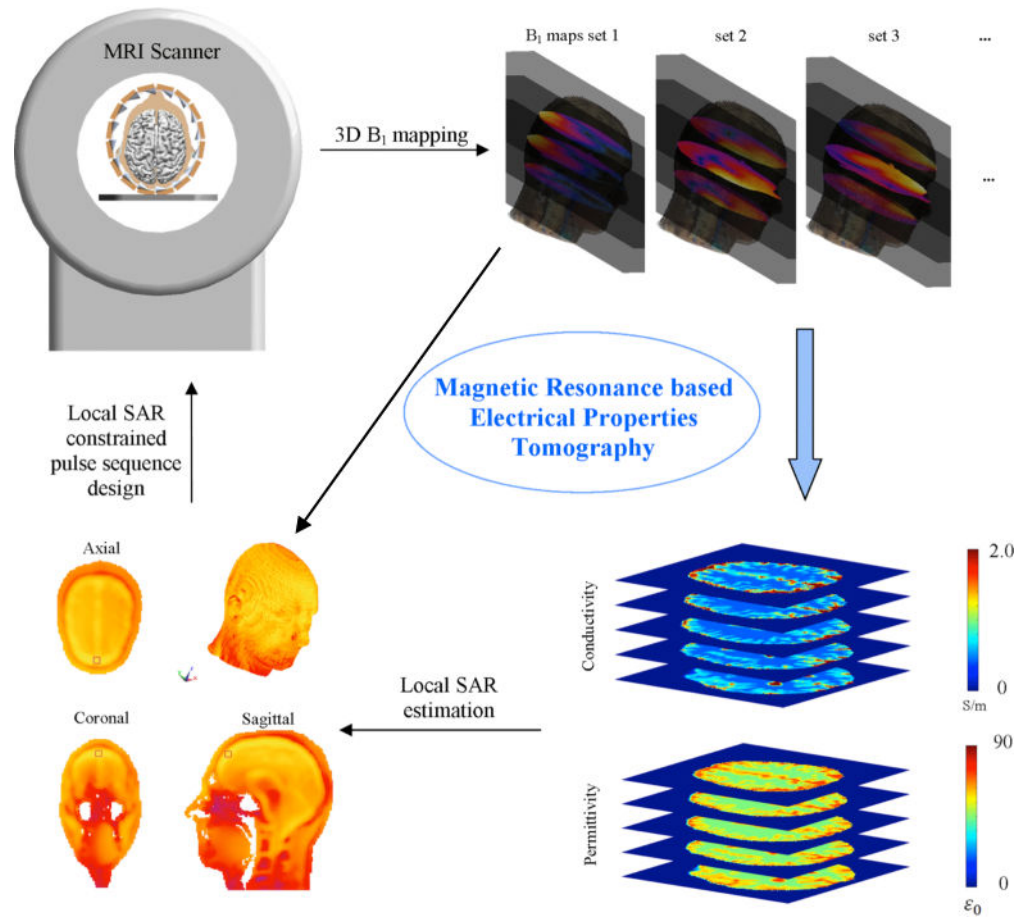 MRI Scanner
3D B₁ mapping
B₁ maps set 1
set 2
set 3
...
...
Magnetic Resonance based
Electrical Properties
Tomography
Local SAR
constrained
pulse sequence
design
Axial
Coronal
Sagittal
Local SAR
estimation
Conductivity
2.0
0
S/m
Permittivity
90
0
ε₀